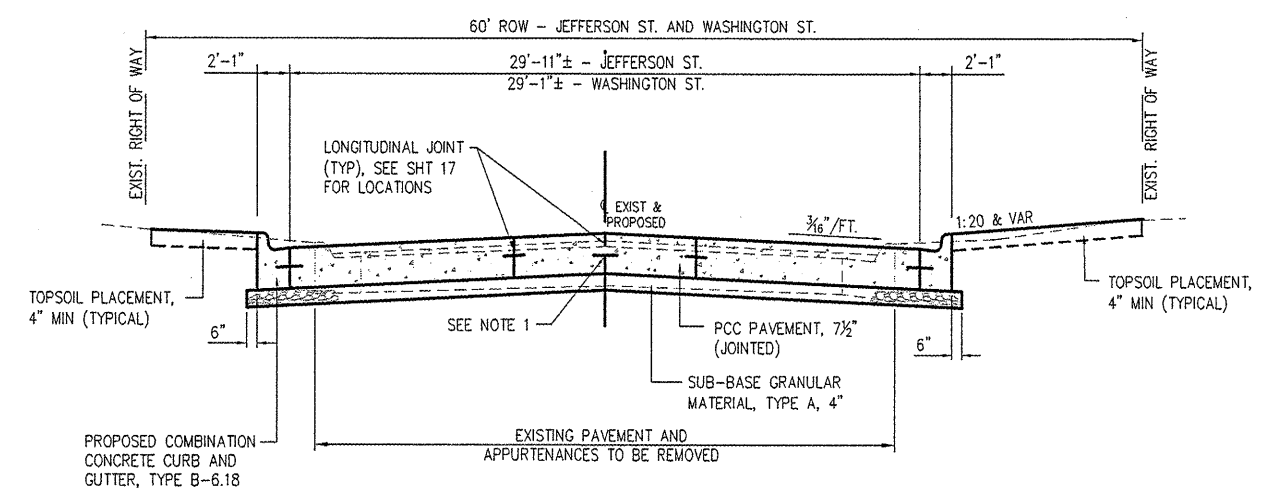 60' ROW - JEFFERSON ST. AND WASHINGTON ST.
EXIST. RIGHT OF WAY
2'-1"
29'-11"± - JEFFERSON ST.
29'-1"± - WASHINGTON ST.
2'-1"
EXIST. RIGHT OF WAY
LONGITUDINAL JOINT
(TYP), SEE SHT 17
FOR LOCATIONS
℄ EXIST &
PROPOSED
3/16"/FT.
1:20 & VAR
TOPSOIL PLACEMENT,
4" MIN (TYPICAL)
6"
SEE NOTE 1
PCC PAVEMENT, 7½"
(JOINTED)
6"
TOPSOIL PLACEMENT,
4" MIN (TYPICAL)
SUB-BASE GRANULAR
MATERIAL, TYPE A, 4"
PROPOSED COMBINATION
CONCRETE CURB AND
GUTTER, TYPE B-6.18
EXISTING PAVEMENT AND
APPURTENANCES TO BE REMOVED